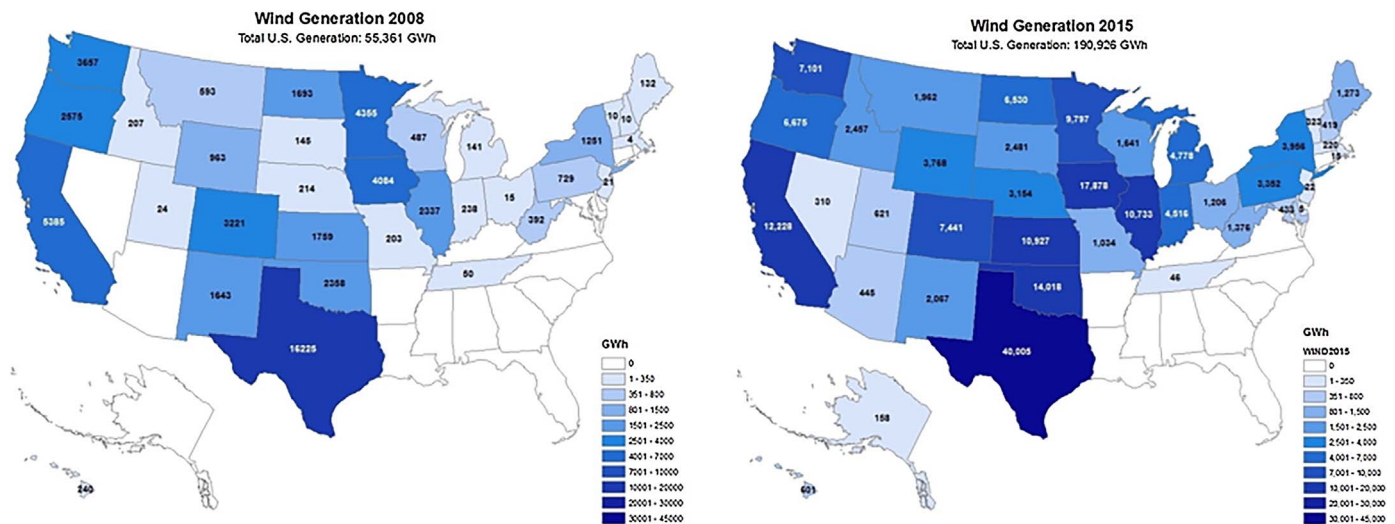 Wind Generation 2008
Total U.S. Generation: 55,361 GWh
3657
593
1693
4355
132
2575
207
145
487
141
10
10
4
1251
963
729
21
214
4084
2337
238
15
392
5385
24
3221
1759
203
50
1643
2358
16225
240
GWh
0
1 - 350
351 - 800
801 - 1500
1501 - 2500
2501 - 4000
4001 - 7000
7001 - 10000
10001 - 20000
20001 - 30000
30001 - 45000
Wind Generation 2015
Total U.S. Generation: 190,926 GWh
7,101
1,962
6,530
9,797
1,273
6,675
2,457
2,481
1,641
4,778
323
419
220
3,956
3,768
3,352
22
3,154
17,878
10,733
4,516
1,206
1,376
433
5
12,228
310
621
7,441
10,927
1,034
46
445
2,067
14,018
40,005
158
601
GWh
WIND2015
0
1 - 350
351 - 800
801 - 1,500
1,501 - 2,500
2,501 - 4,000
4,001 - 7,000
7,001 - 10,000
10,001 - 20,000
20,001 - 30,000
30,001 - 45,000